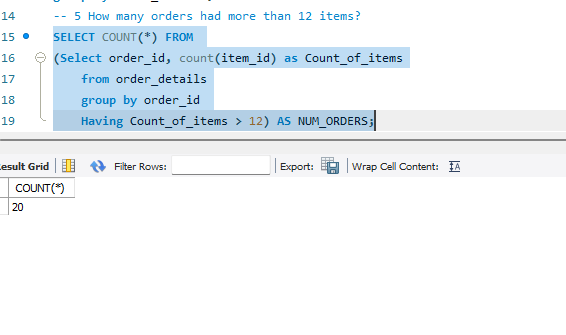 14 -- 5 How many orders had more than 12 items?
15 SELECT COUNT(*) FROM
16 (Select order_id, count(item_id) as Count_of_items
17 from order_details
18 group by order_id
19 Having Count_of_items > 12) AS NUM_ORDERS;
esult Grid Filter Rows: Export: Wrap Cell Content:
COUNT(*)
20